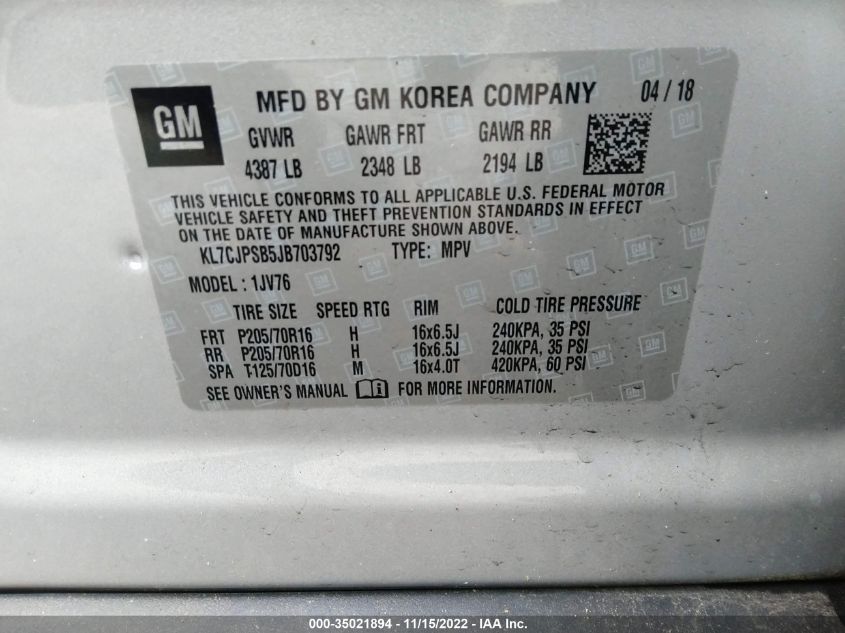 GM
MFD BY GM KOREA COMPANY 04 / 18
GVWR GAWR FRT GAWR RR
4387 LB 2348 LB 2194 LB
THIS VEHICLE CONFORMS TO ALL APPLICABLE U.S. FEDERAL MOTOR
VEHICLE SAFETY AND THEFT PREVENTION STANDARDS IN EFFECT
ON THE DATE OF MANUFACTURE SHOWN ABOVE.
KL7CJPSB5JB703792 TYPE: MPV
MODEL : 1JV76
TIRE SIZE SPEED RTG RIM COLD TIRE PRESSURE
FRT P205/70R16 H 16x6.5J 240KPA, 35 PSI
RR P205/70R16 H 16x6.5J 240KPA, 35 PSI
SPA T125/70D16 M 16x4.0T 420KPA, 60 PSI
SEE OWNER'S MANUAL FOR MORE INFORMATION.
000-35021894 - 11/15/2022 - IAA Inc.